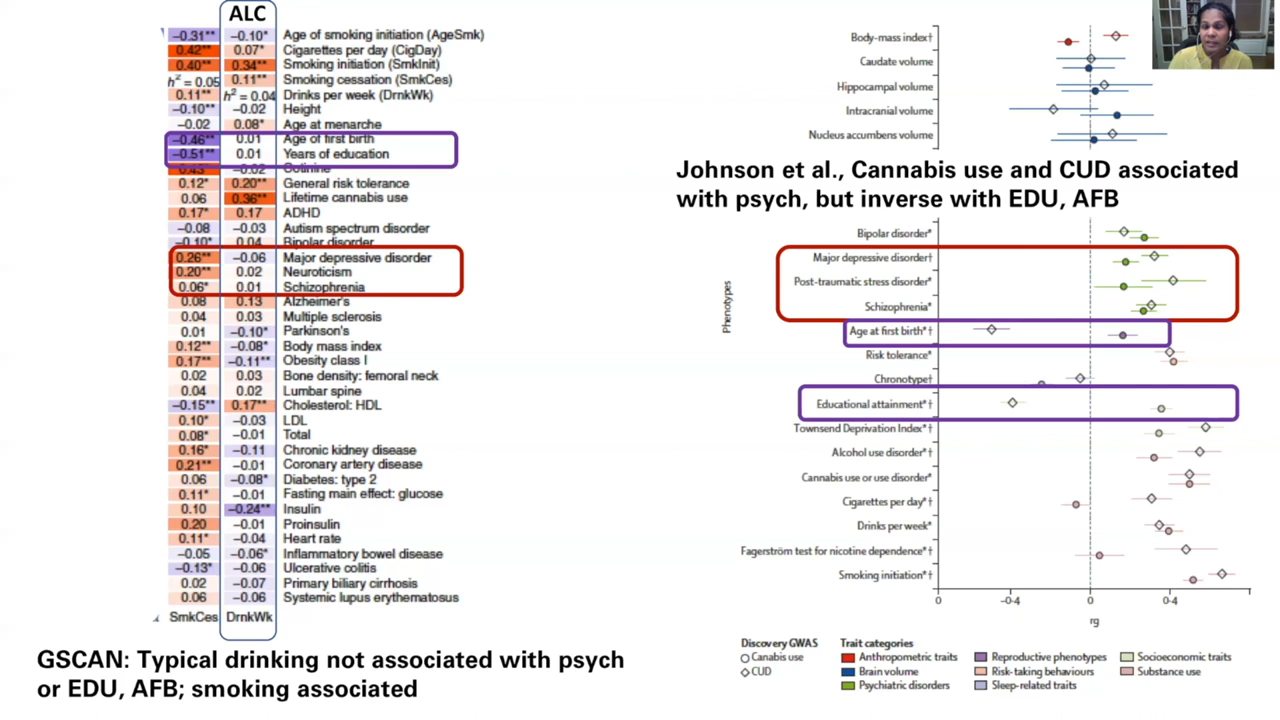 ALC
−0.31** −0.10* Age of smoking initiation (AgeSmk)
0.42** 0.07* Cigarettes per day (CigDay)
0.40** 0.34** Smoking initiation (SmkInit)
h² = 0.05 0.11** Smoking cessation (SmkCes)
0.11** h² = 0.04 Drinks per week (DrnkWk)
−0.10** −0.02 Height
−0.02 0.08* Age at menarche
−0.46** 0.01 Age of first birth
−0.51** 0.01 Years of education
0.43** −0.02 Cotinine
0.12* 0.20** General risk tolerance
0.06 0.36** Lifetime cannabis use
0.17* 0.17 ADHD
−0.08 −0.03 Autism spectrum disorder
−0.10* 0.04 Bipolar disorder
0.26** −0.06 Major depressive disorder
0.20** 0.02 Neuroticism
0.06* 0.01 Schizophrenia
0.08 0.13 Alzheimer's
0.04 0.03 Multiple sclerosis
0.01 −0.10* Parkinson's
0.12** −0.08* Body mass index
0.17** −0.11** Obesity class I
0.02 0.03 Bone density: femoral neck
0.04 0.02 Lumbar spine
−0.15** 0.17** Cholesterol: HDL
0.10* −0.03 LDL
0.08* −0.01 Total
0.16* −0.11 Chronic kidney disease
0.21** −0.01 Coronary artery disease
0.06 −0.08* Diabetes: type 2
0.11* −0.01 Fasting main effect: glucose
0.10 −0.24** Insulin
0.20 −0.01 Proinsulin
0.11* −0.04 Heart rate
−0.05 −0.06* Inflammatory bowel disease
−0.13* −0.06 Ulcerative colitis
0.02 −0.07 Primary biliary cirrhosis
0.06 −0.06 Systemic lupus erythematosus
SmkCes DrnkWk
GSCAN: Typical drinking not associated with psych
or EDU, AFB; smoking associated
Body-mass index†
Caudate volume
Hippocampal volume
Intracranial volume
Nucleus accumbens volume
Johnson et al., Cannabis use and CUD associated
with psych, but inverse with EDU, AFB
Phenotypes
Bipolar disorder*
Major depressive disorder†
Post-traumatic stress disorder*
Schizophrenia*
Age at first birth*†
Risk tolerance*
Chronotype†
Educational attainment*†
Townsend Deprivation Index*†
Alcohol use disorder*†
Cannabis use or use disorder*
Cigarettes per day*†
Drinks per week*
Fagerström test for nicotine dependence*†
Smoking initiation*†
0 −0·4 0 0·4
rg
Discovery GWAS
Canabis use
CUD
Trait categories
Anthropometric traits
Brain volume
Psychiatric disorders
Reproductive phenotypes
Risk-taking behaviours
Sleep-related traits
Socioeconomic traits
Substance use